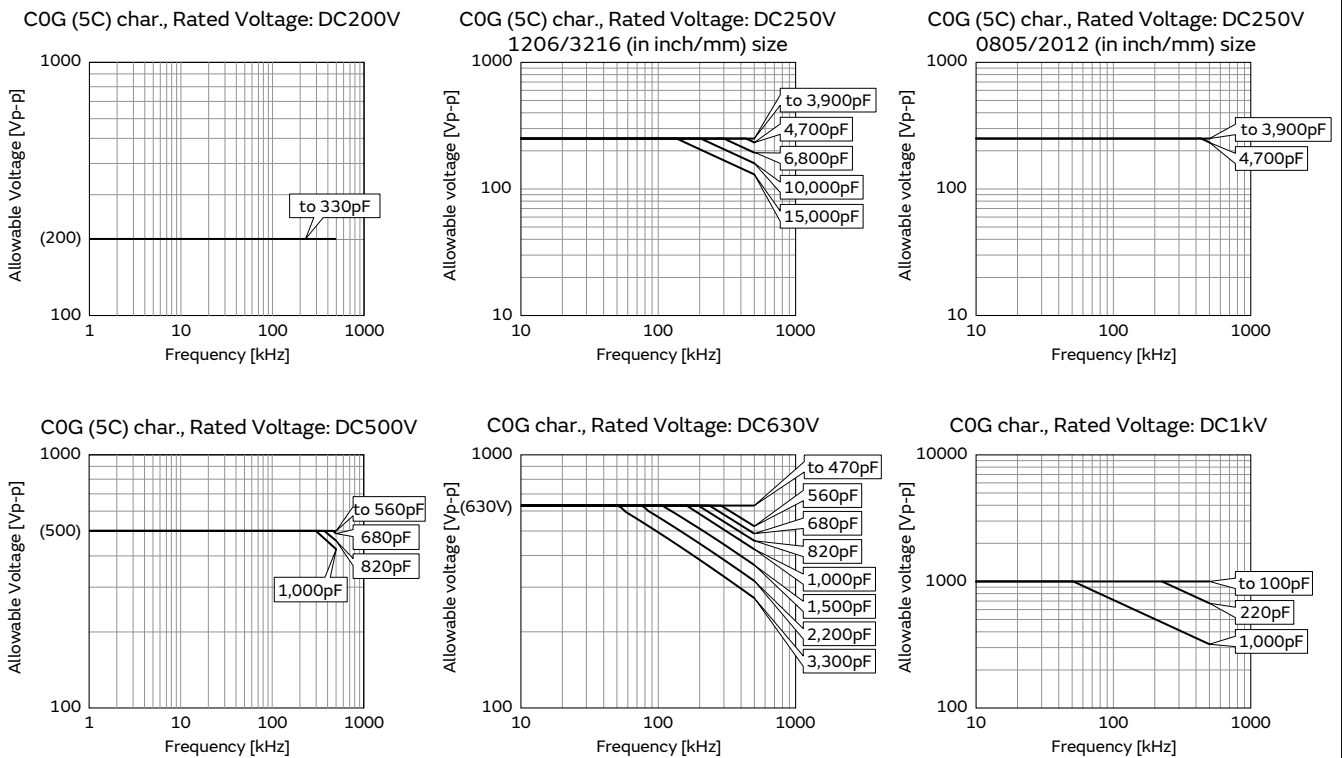 C0G (5C) char., Rated Voltage: DC200V
1000
(200)
100
Allowable Voltage [Vp-p]
to 330pF
1 10 100 1000
Frequency [kHz]
C0G (5C) char., Rated Voltage: DC250V
1206/3216 (in inch/mm) size
1000
100
10
Allowable voltage [Vp-p]
to 3,900pF
4,700pF
6,800pF
10,000pF
15,000pF
10 100 1000
Frequency [kHz]
C0G (5C) char., Rated Voltage: DC250V
0805/2012 (in inch/mm) size
1000
100
10
Allowable voltage [Vp-p]
to 3,900pF
4,700pF
10 100 1000
Frequency [kHz]
C0G (5C) char., Rated Voltage: DC500V
1000
(500)
100
Allowable Voltage [Vp-p]
to 560pF
680pF
820pF
1,000pF
1 10 100 1000
Frequency [kHz]
C0G char., Rated Voltage: DC630V
1000
(630V)
100
Allowable voltage [Vp-p]
to 470pF
560pF
680pF
820pF
1,000pF
1,500pF
2,200pF
3,300pF
10 100 1000
Frequency [kHz]
C0G char., Rated Voltage: DC1kV
10000
1000
100
Allowable voltage [Vp-p]
to 100pF
220pF
1,000pF
10 100 1000
Frequency [kHz]